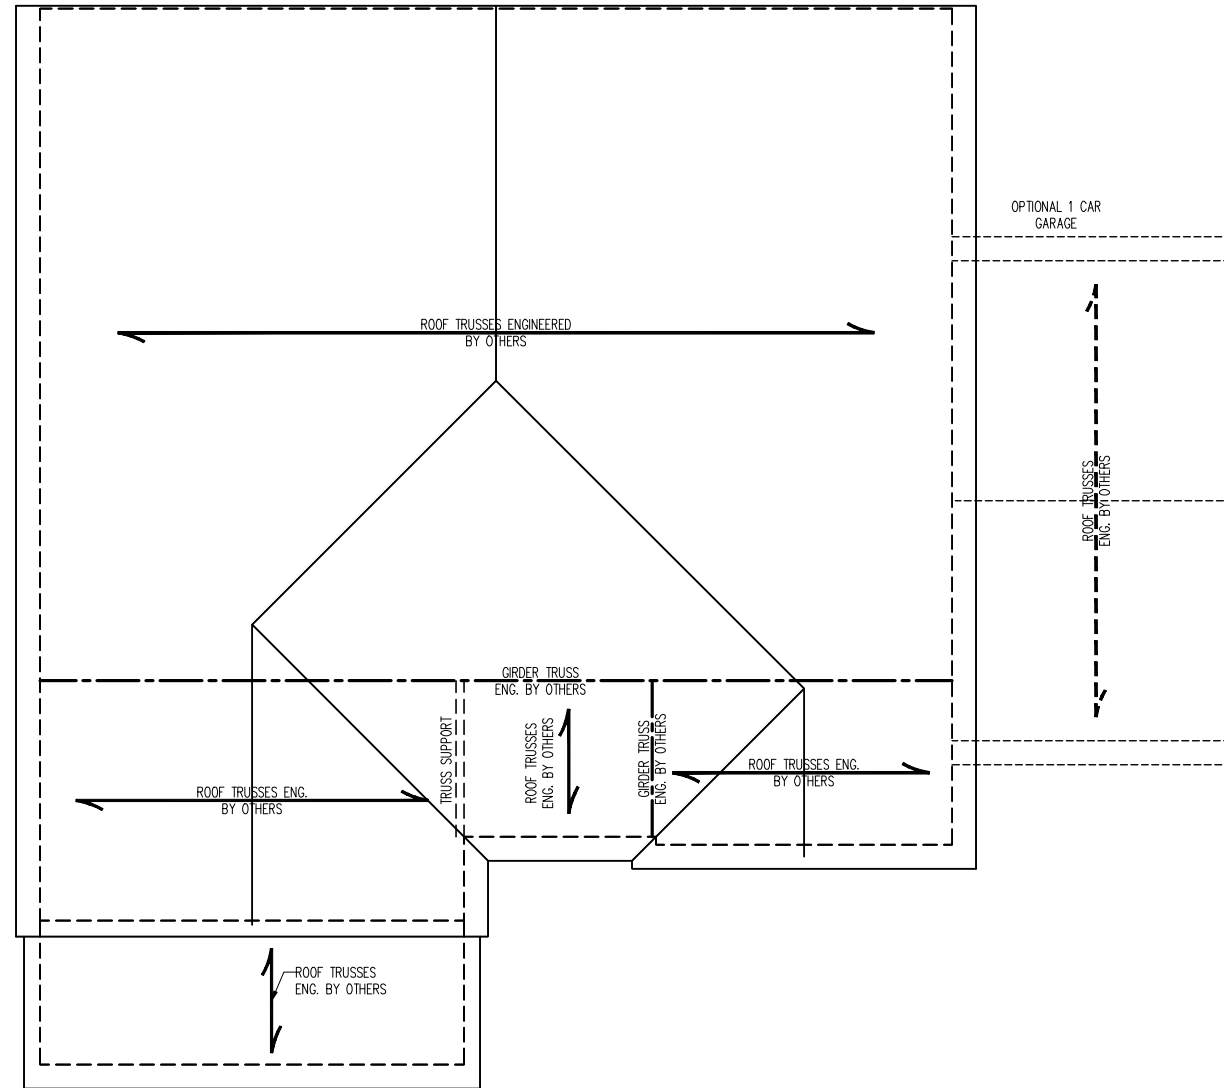 OPTIONAL 1 CAR
GARAGE
ROOF TRUSSES ENGINEERED
BY OTHERS
ROOF TRUSSES
ENG. BY OTHERS
GIRDER TRUSS
ENG. BY OTHERS
TRUSS SUPPORT
ROOF TRUSSES
ENG. BY OTHERS
GIRDER TRUSS
ENG. BY OTHERS
ROOF TRUSSES ENG.
BY OTHERS
ROOF TRUSSES ENG.
BY OTHERS
ROOF TRUSSES
ENG. BY OTHERS